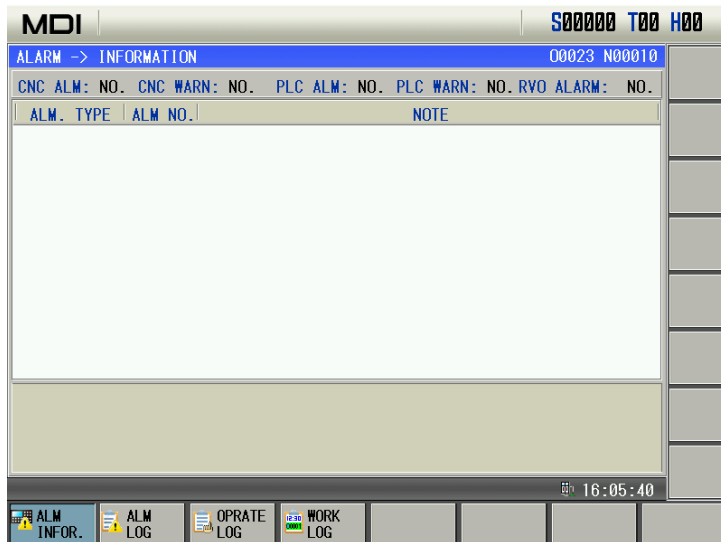 MDI S00000 T00 H00
ALARM -> INFORMATION O0023 N00010
CNC ALM: NO. CNC WARN: NO. PLC ALM: NO. PLC WARN: NO. RVO ALARM: NO.
ALM. TYPE ALM NO. NOTE
16:05:40
ALM INFOR. ALM LOG OPRATE LOG WORK LOG